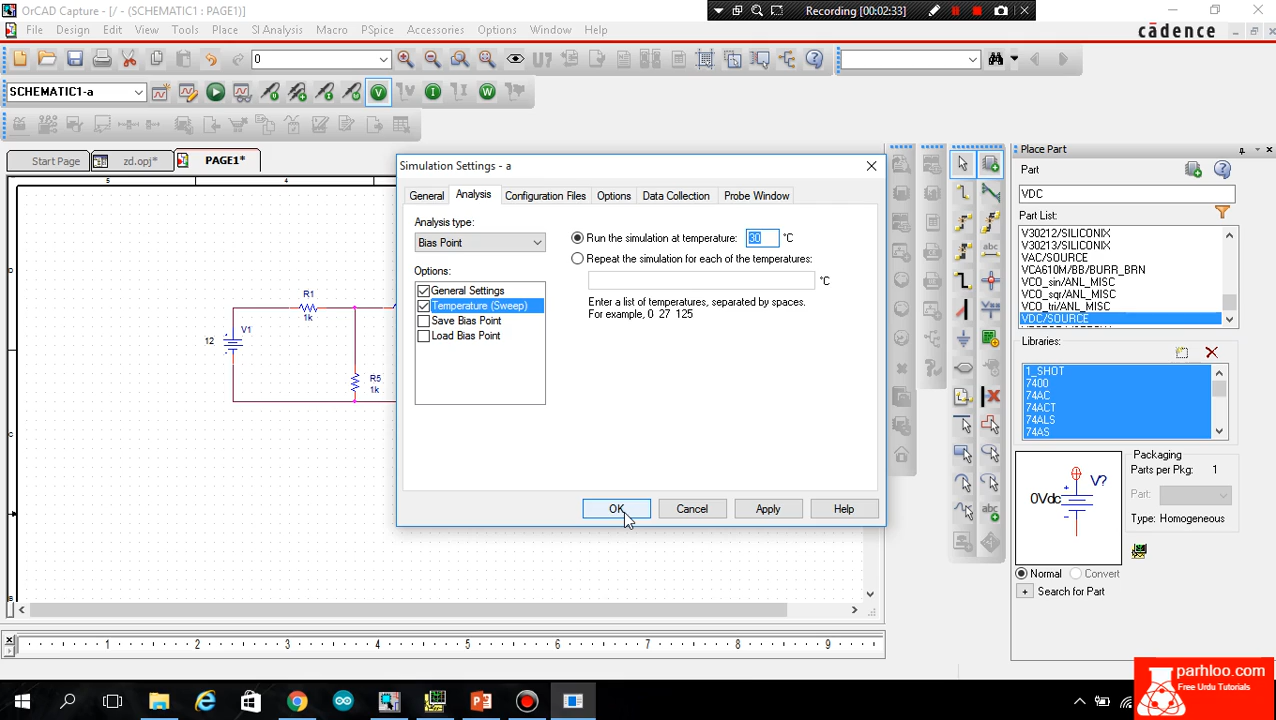 OrCAD Capture - [/ - (SCHEMATIC1 : PAGE1)]
Recording [00:02:33]
File Design Edit View Tools Place SI Analysis Macro PSpice Accessories Options Window Help
cādence
0
U?
SCHEMATIC1-a
V V I I W
Start Page
zd.opj*
PAGE1*
5
4
R1
1k
V1
12
R5
1k
D
C
B
Simulation Settings - a
General
Analysis
Configuration Files
Options
Data Collection
Probe Window
Analysis type:
Bias Point
Options:
General Settings
Temperature (Sweep)
Save Bias Point
Load Bias Point
Run the simulation at temperature: 30 °C
Repeat the simulation for each of the temperatures:
°C
Enter a list of temperatures, separated by spaces.
For example, 0 27 125
OK
Cancel
Apply
Help
0 1 2 3 4 5 6 7 8 9
Place Part
Part
VDC
Part List:
V30212/SILICONIX
V30213/SILICONIX
VAC/SOURCE
VCA610M/BB/BURR_BRN
VCO_sin/ANL_MISC
VCO_sqr/ANL_MISC
VCO_tri/ANL_MISC
VDC/SOURCE
Libraries:
1_SHOT
7400
74AC
74ACT
74ALS
74AS
Packaging
Parts per Pkg: 1
Part:
Type: Homogeneous
V?
0Vdc
Normal
Convert
Search for Part
parhloo.com
Free Urdu Tutorials